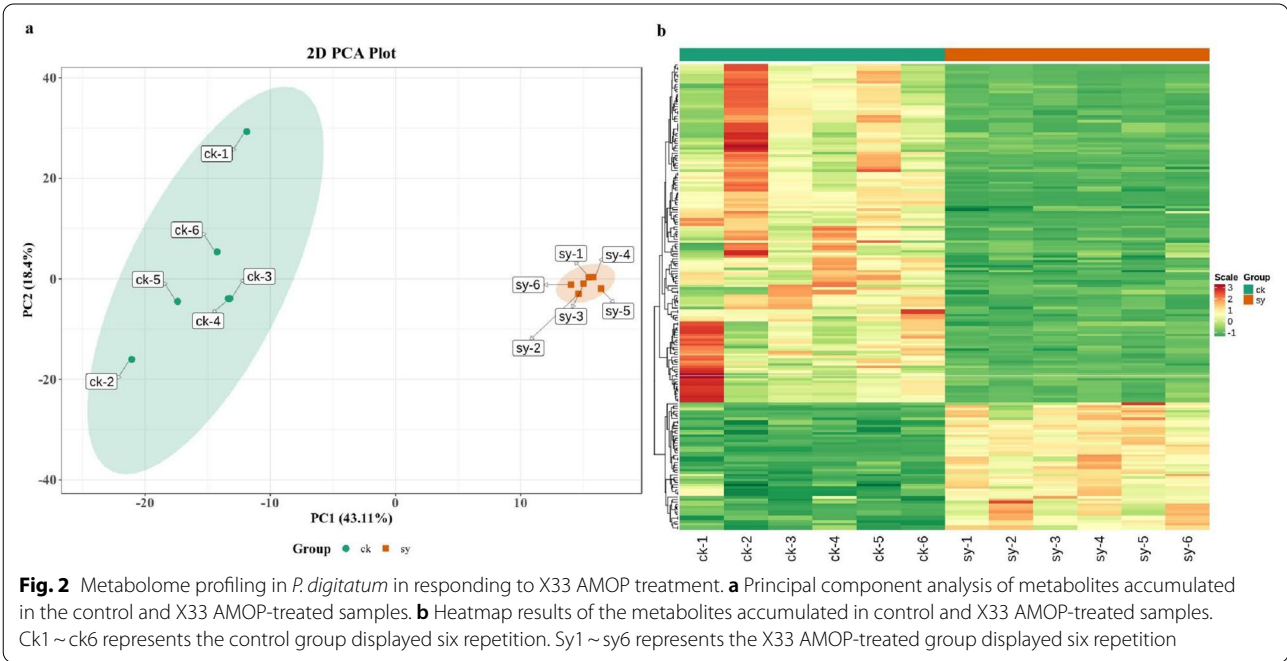 a
2D PCA Plot
40
20
0
-20
-40
PC2 (18.4%)
ck-1
ck-6
ck-5
ck-3
ck-4
ck-2
sy-1
sy-4
sy-6
sy-3
sy-5
sy-2
-20
-10
0
10
PC1 (43.11%)
Group ck sy
b
Scale Group
3 ck
2 sy
1
0
-1
ck-1 ck-2 ck-3 ck-4 ck-5 ck-6 sy-1 sy-2 sy-3 sy-4 sy-5 sy-6
Fig. 2 Metabolome profiling in P. digitatum in responding to X33 AMOP treatment. a Principal component analysis of metabolites accumulated
in the control and X33 AMOP-treated samples. b Heatmap results of the metabolites accumulated in control and X33 AMOP-treated samples.
Ck1 ~ ck6 represents the control group displayed six repetition. Sy1 ~ sy6 represents the X33 AMOP-treated group displayed six repetition